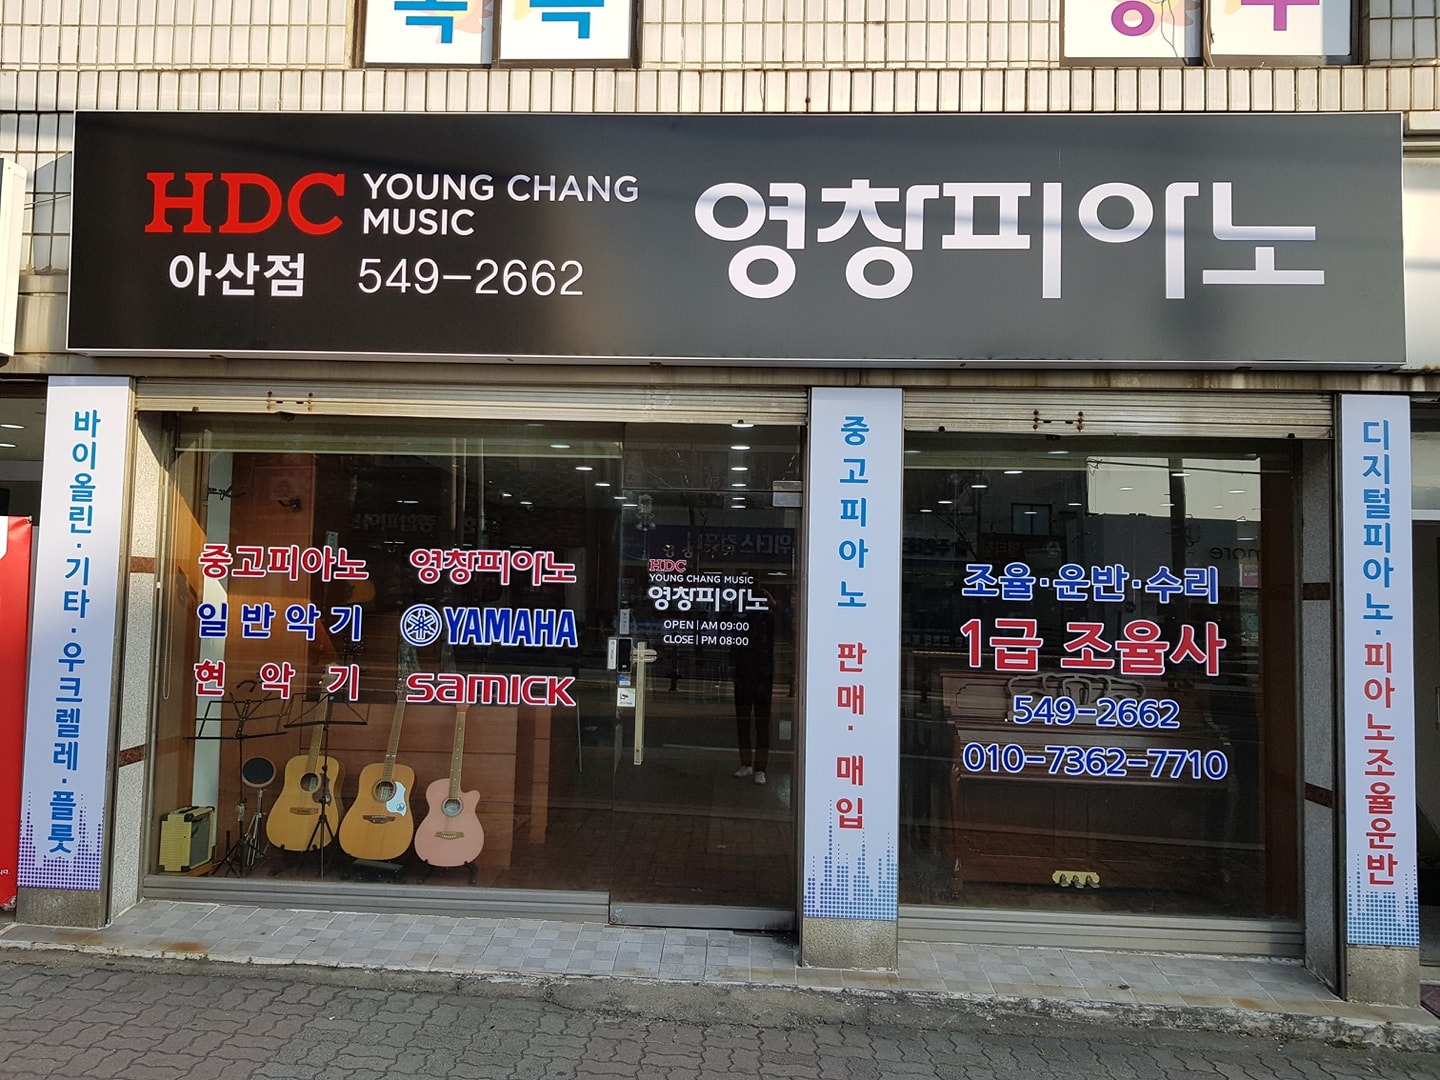 HDC YOUNG CHANG
MUSIC
아산점 549-2662
영창피아노
바이올린·기타·우크렐레·플룻
중고피아노 영창피아노
일반악기 YAMAHA
현악기 SAMICK
HDC
YOUNG CHANG MUSIC
영창피아노
OPEN | AM 09:00
CLOSE | PM 08:00
중고피아노 판매·매입
조율·운반·수리
1급 조율사
549-2662
010-7362-7710
디지털피아노·피아노조율운반